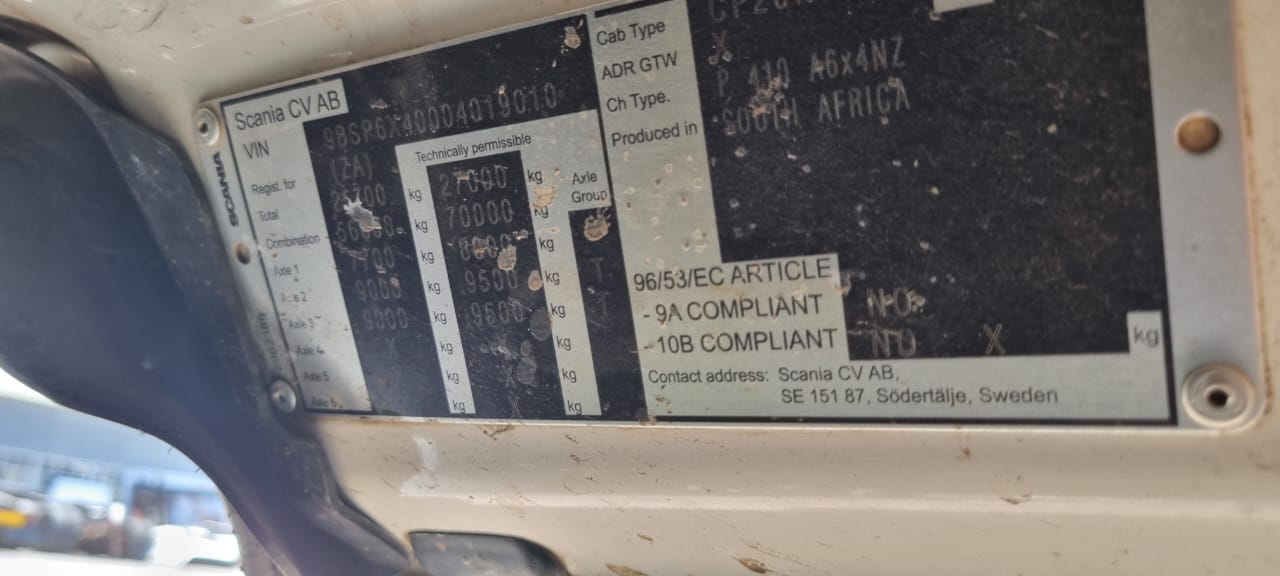 Scania CV AB
VIN 9BSP6X40004019010
Regist. for (ZA)
Technically permissible
Total kg 27000 kg
Axle Group
Combination kg 70000 kg
Axle 1 7700 kg kg
Axle 2 9000 kg 9500 kg T
Axle 3 9000 kg 9500 kg T
Axle 4 kg kg
Axle 5 kg X kg
Axle 6 kg X kg
SCANIA
Cab Type
ADR GTW X
Ch Type. P 410 A6x4NZ
Produced in SOUTH AFRICA
96/53/EC ARTICLE
- 9A COMPLIANT NO
- 10B COMPLIANT NO X kg
Contact address: Scania CV AB,
SE 151 87, Södertälje, Sweden